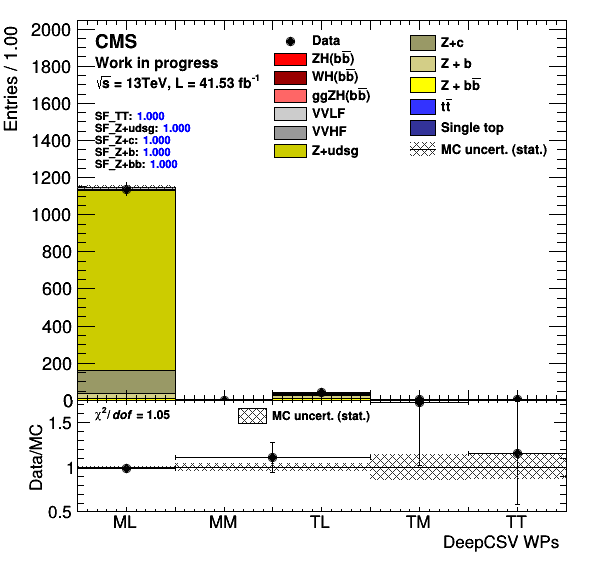 CMS
Work in progress
√s = 13TeV, L = 41.53 fb⁻¹
SF_TT: 1.000
SF_Z+udsg: 1.000
SF_Z+c: 1.000
SF_Z+b: 1.000
SF_Z+bb: 1.000
Data
ZH(bb̅)
WH(bb̅)
ggZH(bb̅)
VVLF
VVHF
Z+udsg
Z+c
Z + b
Z + bb̅
tt̅
Single top
MC uncert. (stat.)
Entries / 1.00
2000
1800
1600
1400
1200
1000
800
600
400
200
0
χ²/dof = 1.05
MC uncert. (stat.)
Data/MC
1.5
1
0.5
ML MM TL TM TT
DeepCSV WPs